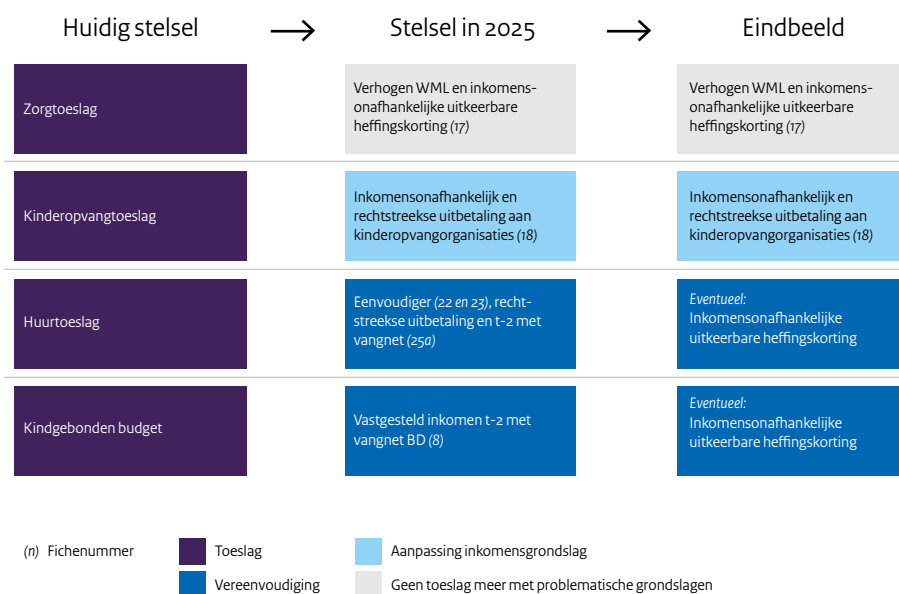 Huidig stelsel
Stelsel in 2025
Eindbeeld
Zorgtoeslag
Verhogen WML en inkomens-
onafhankelijke uitkeerbare
heffingskorting (17)
Verhogen WML en inkomens-
onafhankelijke uitkeerbare
heffingskorting (17)
Kinderopvangtoeslag
Inkomensonafhankelijk en
rechtstreekse uitbetaling aan
kinderopvangorganisaties (18)
Inkomensonafhankelijk en
rechtstreekse uitbetaling aan
kinderopvangorganisaties (18)
Huurtoeslag
Eenvoudiger (22 en 23), recht-
streekse uitbetaling en t-2 met
vangnet (25a)
Eventueel:
Inkomensonafhankelijke
uitkeerbare heffingskorting
Kindgebonden budget
Vastgesteld inkomen t-2 met
vangnet BD (8)
Eventueel:
Inkomensonafhankelijke
uitkeerbare heffingskorting
(n) Fichenummer
Toeslag
Aanpassing inkomensgrondslag
Vereenvoudiging
Geen toeslag meer met problematische grondslagen